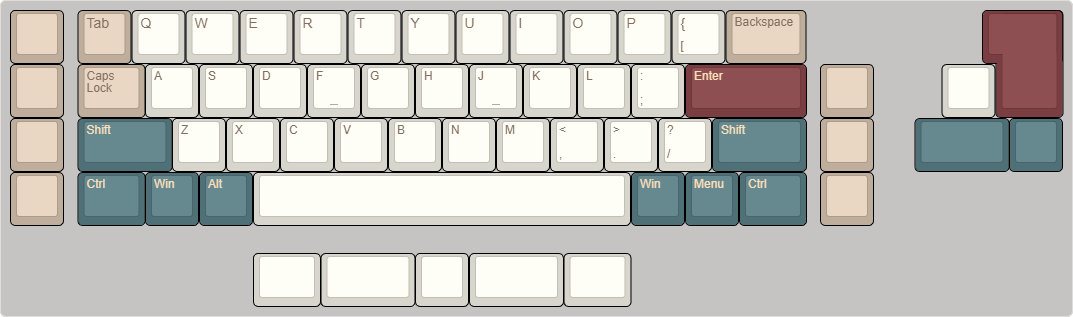 Tab Q W E R T Y U I O P { Backspace
[
Caps A S D F G H J K L : Enter
Lock _ _ ;
Shift Z X C V B N M < > ? Shift
, . /
Ctrl Win Alt Win Menu Ctrl